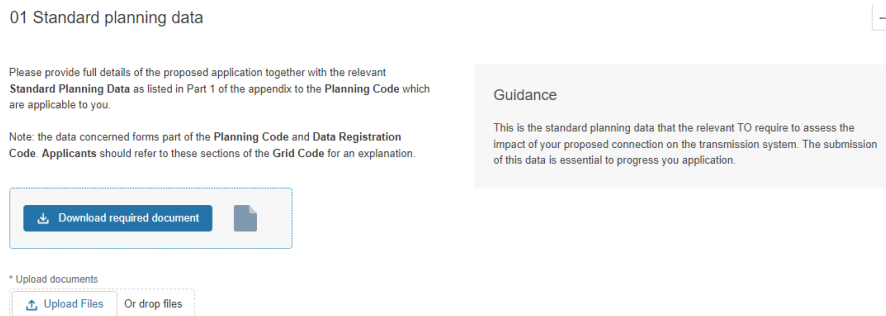 01 Standard planning data
Please provide full details of the proposed application together with the relevant
Standard Planning Data as listed in Part 1 of the appendix to the Planning Code which
are applicable to you.
Note: the data concerned forms part of the Planning Code and Data Registration
Code. Applicants should refer to these sections of the Grid Code for an explanation.
Download required document
* Upload documents
Upload Files Or drop files
Guidance
This is the standard planning data that the relevant TO require to assess the
impact of your proposed connection on the transmission system. The submission
of this data is essential to progress you application.